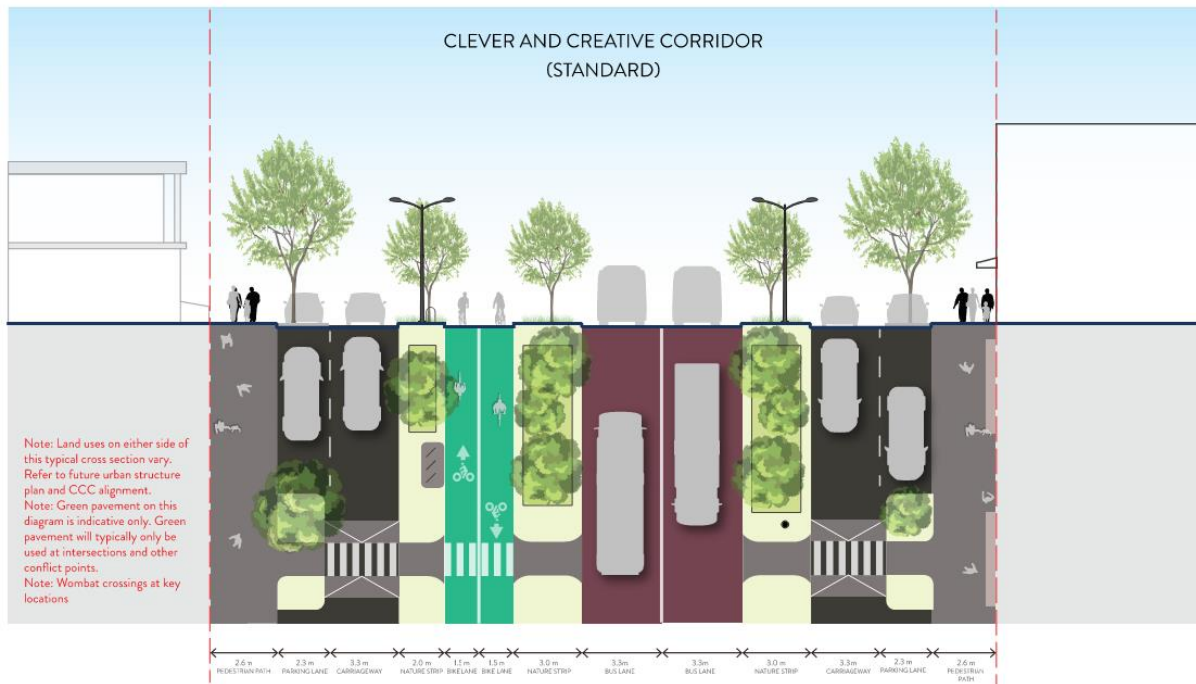 CLEVER AND CREATIVE CORRIDOR
(STANDARD)
Note: Land uses on either side of
this typical cross section vary.
Refer to future urban structure
plan and CCC alignment.
Note: Green pavement on this
diagram is indicative only. Green
pavement will typically only be
used at intersections and other
conflict points.
Note: Wombat crossings at key
locations
2.6 m
PEDESTRIAN PATH
2.3 m
PARKING LANE
3.3 m
CARRIAGEWAY
2.0 m
NATURE STRIP
1.5 m
BIKE LANE
1.5 m
BIKE LANE
3.0 m
NATURE STRIP
3.5m
BUS LANE
3.3m
BUS LANE
3.0 m
NATURE STRIP
3.3m
CARRIAGEWAY
2.3 m
PARKING LANE
2.6 m
PEDESTRIAN
PATH